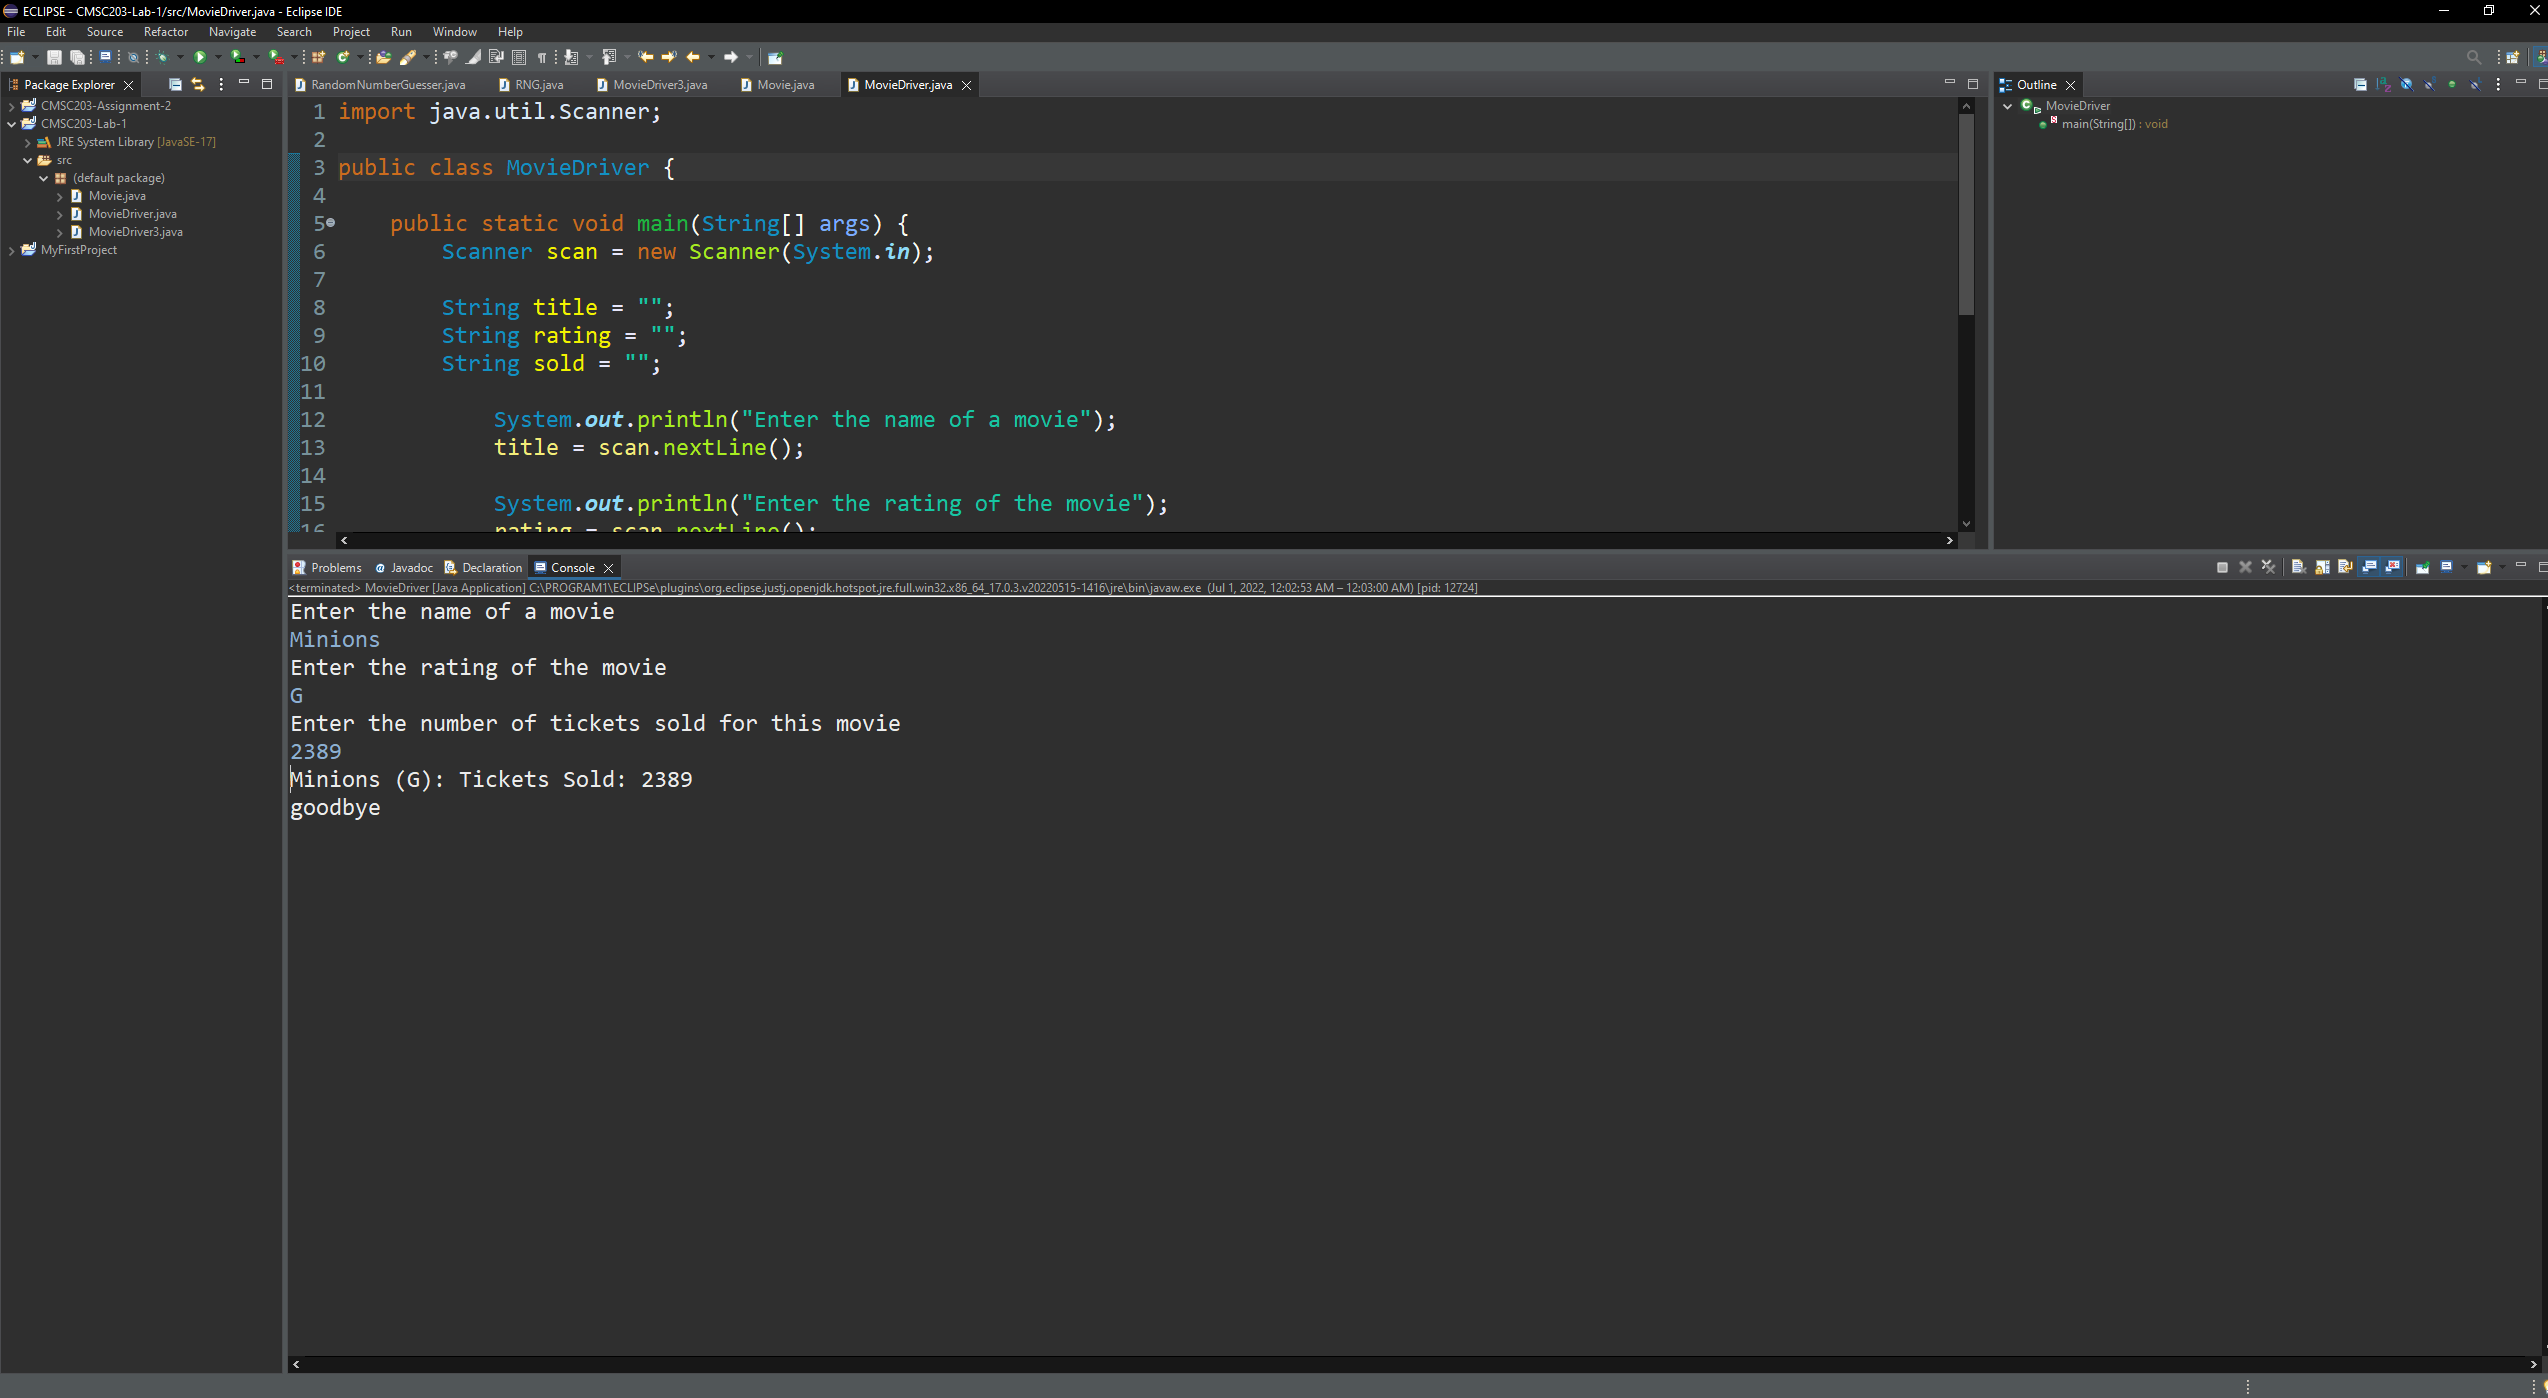 ECLIPSE - CMSC203-Lab-1/src/MovieDriver.java - Eclipse IDE
File Edit Source Refactor Navigate Search Project Run Window Help
Package Explorer
CMSC203-Assignment-2
CMSC203-Lab-1
JRE System Library [JavaSE-17]
src
(default package)
Movie.java
MovieDriver.java
MovieDriver3.java
MyFirstProject
RandomNumberGuesser.java RNG.java MovieDriver3.java Movie.java MovieDriver.java
1 import java.util.Scanner;
2
3 public class MovieDriver {
4
5 public static void main(String[] args) {
6 Scanner scan = new Scanner(System.in);
7
8 String title = "";
9 String rating = "";
10 String sold = "";
11
12 System.out.println("Enter the name of a movie");
13 title = scan.nextLine();
14
15 System.out.println("Enter the rating of the movie");
16 rating = scan.nextLine();
Outline
MovieDriver
main(String[]) : void
Problems Javadoc Declaration Console
<terminated> MovieDriver [Java Application] C:\PROGRAM1\ECLIPSe\plugins\org.eclipse.justj.openjdk.hotspot.jre.full.win32.x86_64_17.0.3.v20220515-1416\jre\bin\javaw.exe (Jul 1, 2022, 12:02:53 AM – 12:03:00 AM) [pid: 12724]
Enter the name of a movie
Minions
Enter the rating of the movie
G
Enter the number of tickets sold for this movie
2389
Minions (G): Tickets Sold: 2389
goodbye